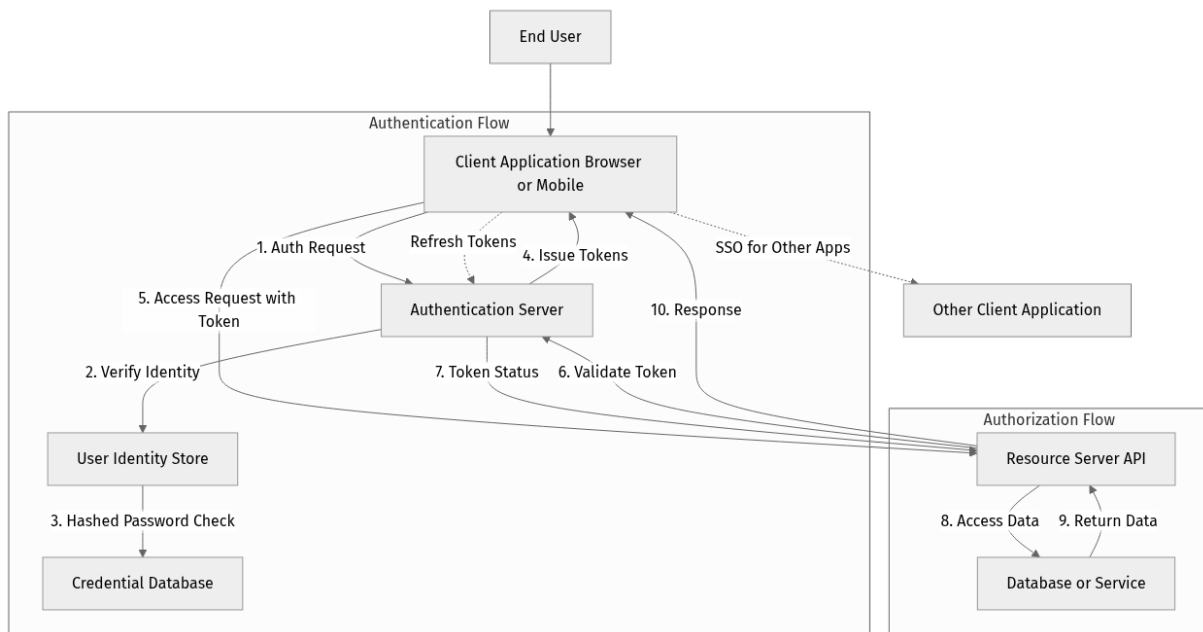 End User
Authentication Flow
Client Application Browser
or Mobile
1. Auth Request
Refresh Tokens
4. Issue Tokens
SSO for Other Apps
5. Access Request with
Token
Authentication Server
10. Response
Other Client Application
2. Verify Identity
7. Token Status
6. Validate Token
Authorization Flow
User Identity Store
Resource Server API
3. Hashed Password Check
8. Access Data
9. Return Data
Credential Database
Database or Service